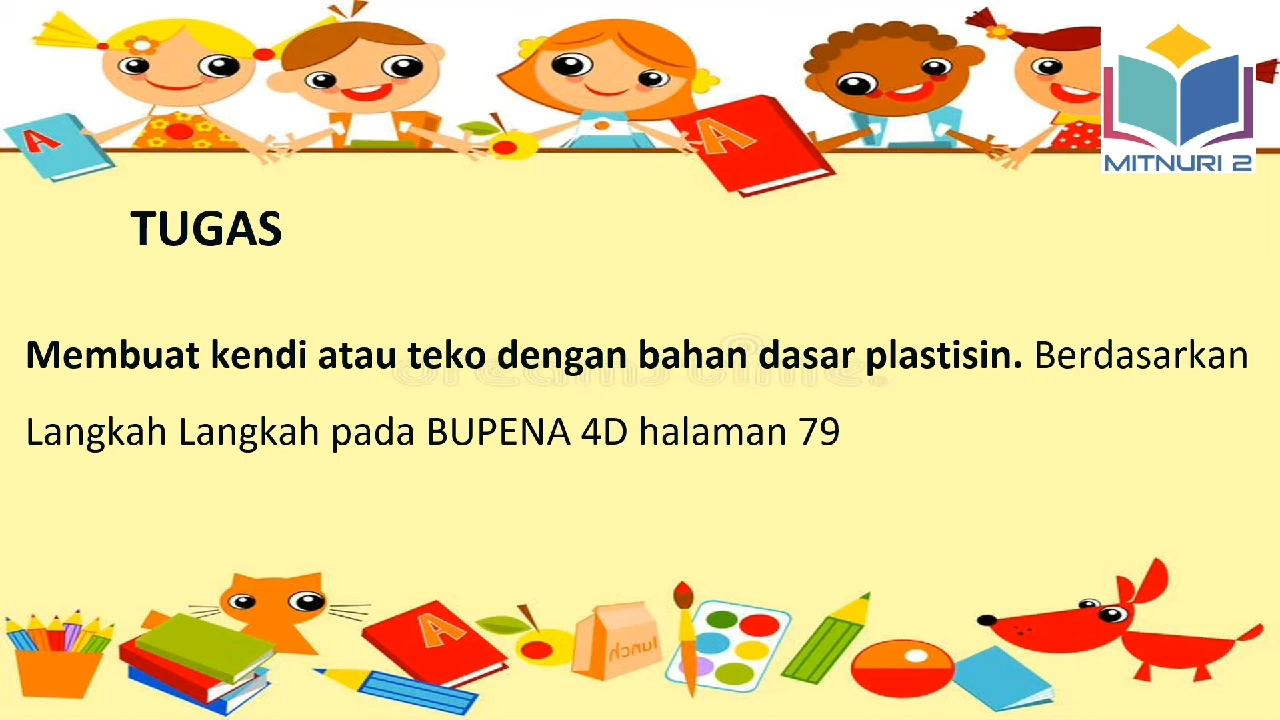 MITNURI 2
TUGAS
Membuat kendi atau teko dengan bahan dasar plastisin. Berdasarkan
Langkah Langkah pada BUPENA 4D halaman 79
A
A
A
lunch